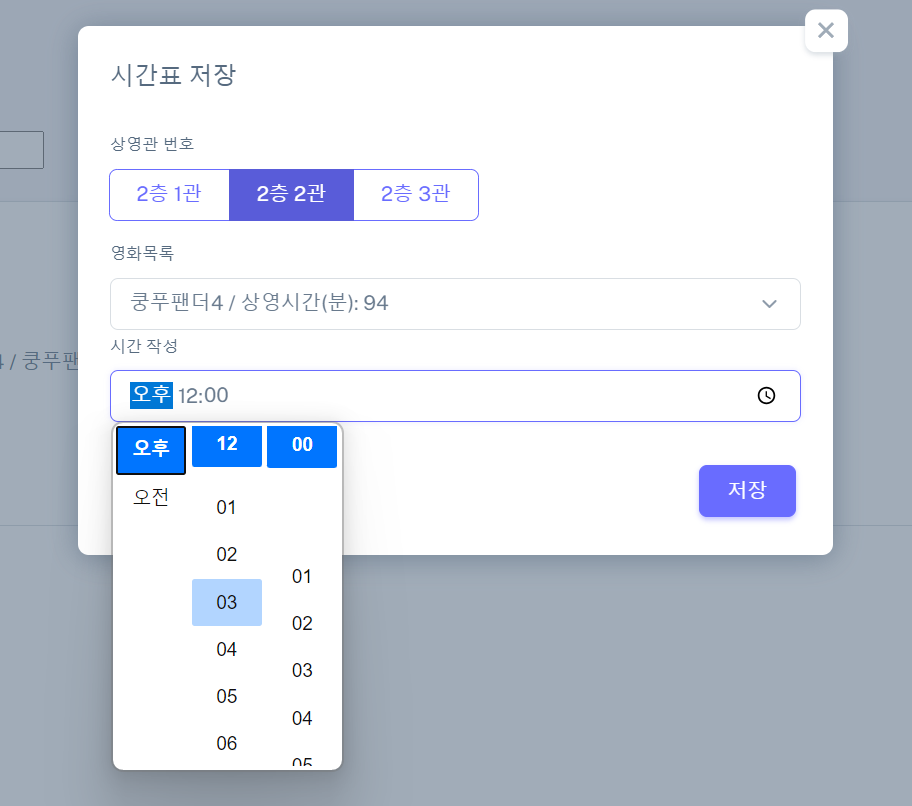 시간표 저장
상영관 번호
2층 1관 2층 2관 2층 3관
영화목록
쿵푸팬더4 / 상영시간(분): 94
시간 작성
/ 쿵푸팬
오후 12:00
오후 12 00
오전
01
02
03
04
05
06
01
02
03
04
05
저장